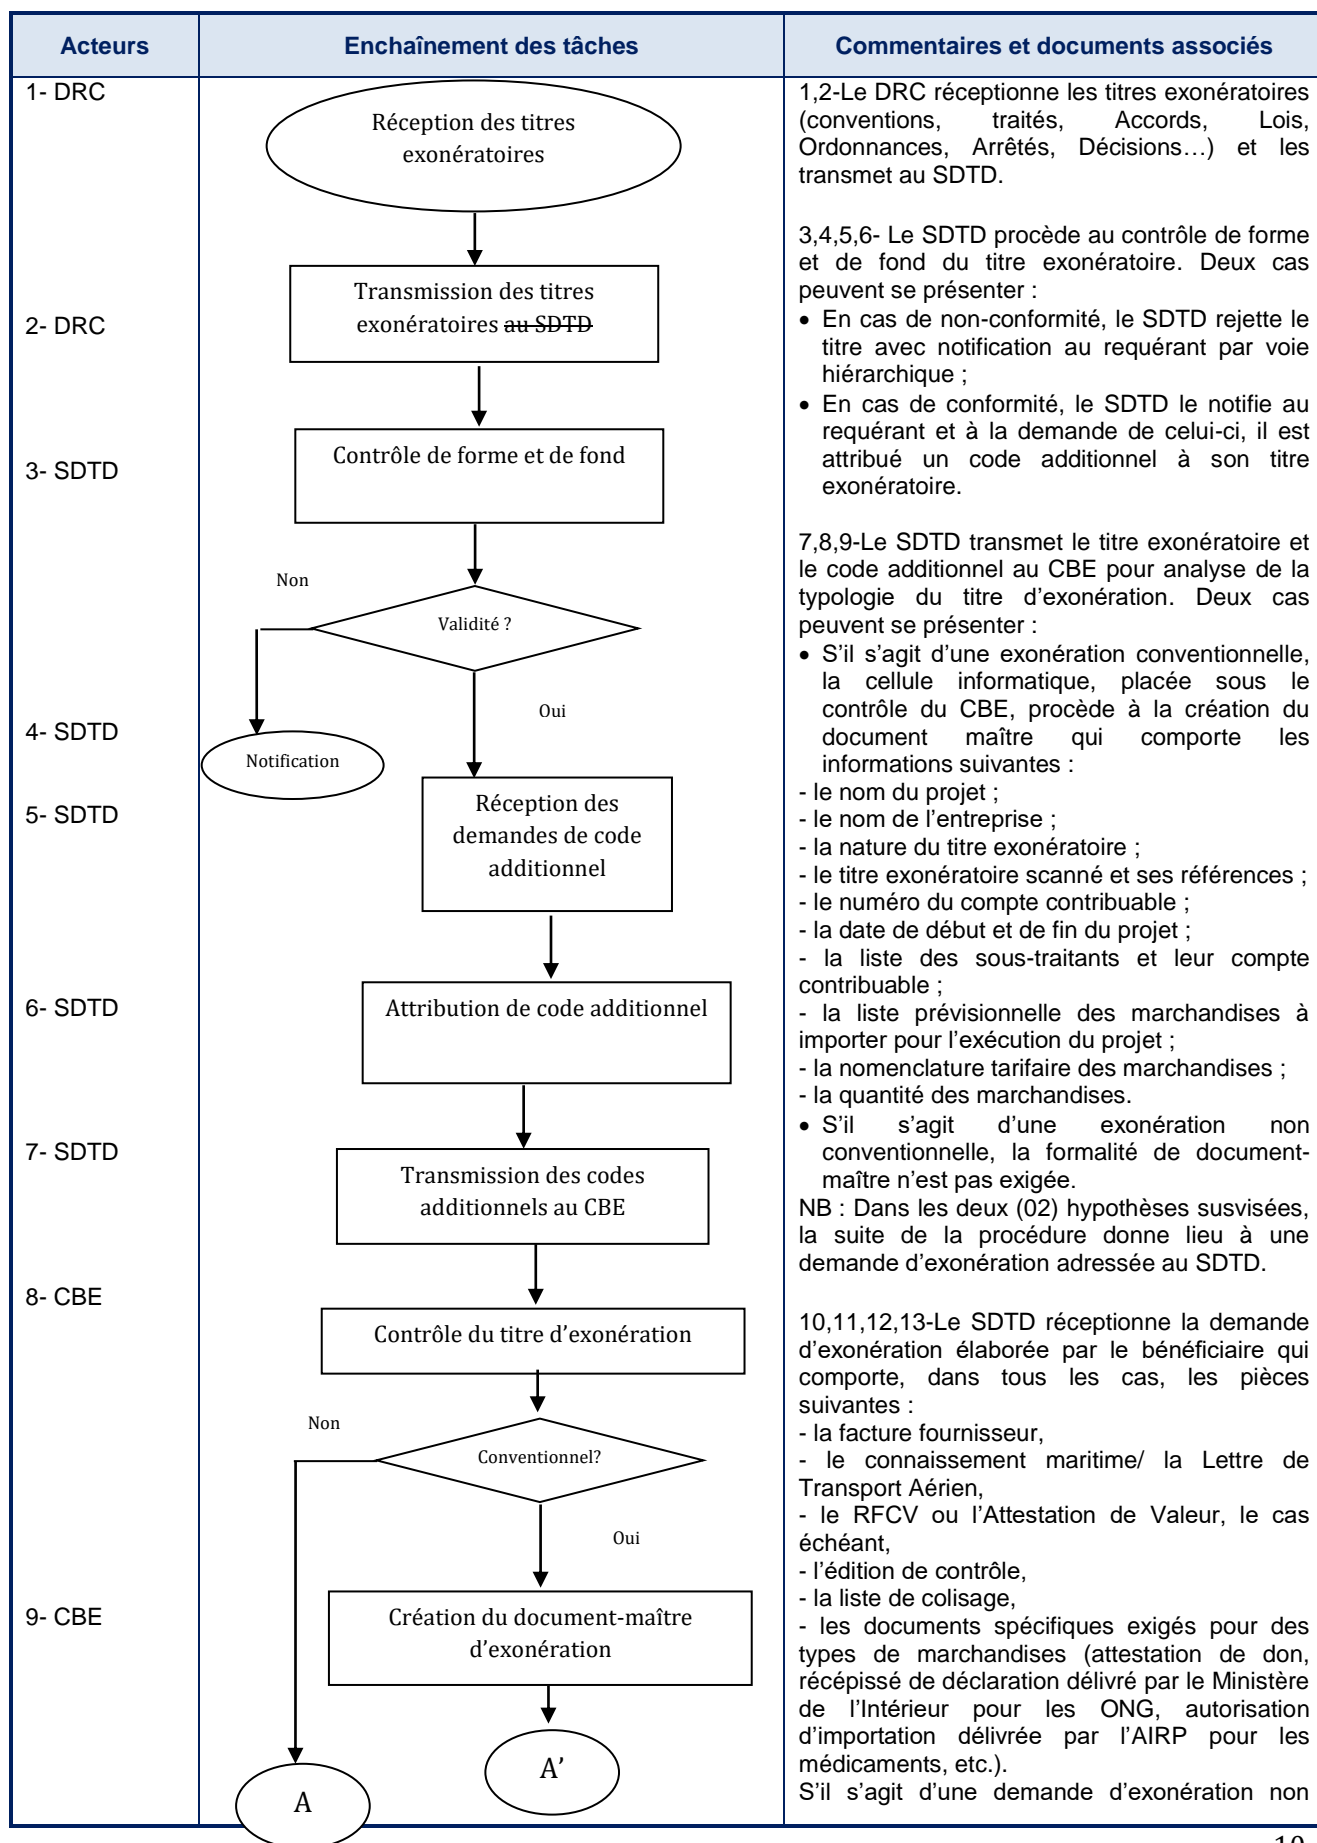 Acteurs
Enchaînement des tâches
Commentaires et documents associés
1- DRC
2- DRC
3- SDTD
4- SDTD
5- SDTD
6- SDTD
7- SDTD
8- CBE
9- CBE
Réception des titres
exonératoires
Transmission des titres
exonératoires au SDTD
Contrôle de forme et de fond
Non
Validité ?
Oui
Notification
Réception des
demandes de code
additionnel
Attribution de code additionnel
Transmission des codes
additionnels au CBE
Contrôle du titre d’exonération
Non
Conventionnel?
Oui
Création du document-maître
d’exonération
A’
A
1,2-Le DRC réceptionne les titres exonératoires
(conventions, traités, Accords, Lois,
Ordonnances, Arrêtés, Décisions…) et les
transmet au SDTD.
3,4,5,6- Le SDTD procède au contrôle de forme
et de fond du titre exonératoire. Deux cas
peuvent se présenter :
• En cas de non-conformité, le SDTD rejette le
titre avec notification au requérant par voie
hiérarchique ;
• En cas de conformité, le SDTD le notifie au
requérant et à la demande de celui-ci, il est
attribué un code additionnel à son titre
exonératoire.
7,8,9-Le SDTD transmet le titre exonératoire et
le code additionnel au CBE pour analyse de la
typologie du titre d’exonération. Deux cas
peuvent se présenter :
• S’il s’agit d’une exonération conventionnelle,
la cellule informatique, placée sous le
contrôle du CBE, procède à la création du
document maître qui comporte les
informations suivantes :
- le nom du projet ;
- le nom de l’entreprise ;
- la nature du titre exonératoire ;
- le titre exonératoire scanné et ses références ;
- le numéro du compte contribuable ;
- la date de début et de fin du projet ;
- la liste des sous-traitants et leur compte
contribuable ;
- la liste prévisionnelle des marchandises à
importer pour l’exécution du projet ;
- la nomenclature tarifaire des marchandises ;
- la quantité des marchandises.
• S’il s’agit d’une exonération non
conventionnelle, la formalité de document-
maître n’est pas exigée.
NB : Dans les deux (02) hypothèses susvisées,
la suite de la procédure donne lieu à une
demande d’exonération adressée au SDTD.
10,11,12,13-Le SDTD réceptionne la demande
d’exonération élaborée par le bénéficiaire qui
comporte, dans tous les cas, les pièces
suivantes :
- la facture fournisseur,
- le connaissement maritime/ la Lettre de
Transport Aérien,
- le RFCV ou l’Attestation de Valeur, le cas
échéant,
- l’édition de contrôle,
- la liste de colisage,
- les documents spécifiques exigés pour des
types de marchandises (attestation de don,
récépissé de déclaration délivré par le Ministère
de l’Intérieur pour les ONG, autorisation
d’importation délivrée par l’AIRP pour les
médicaments, etc.).
S’il s’agit d’une demande d’exonération non